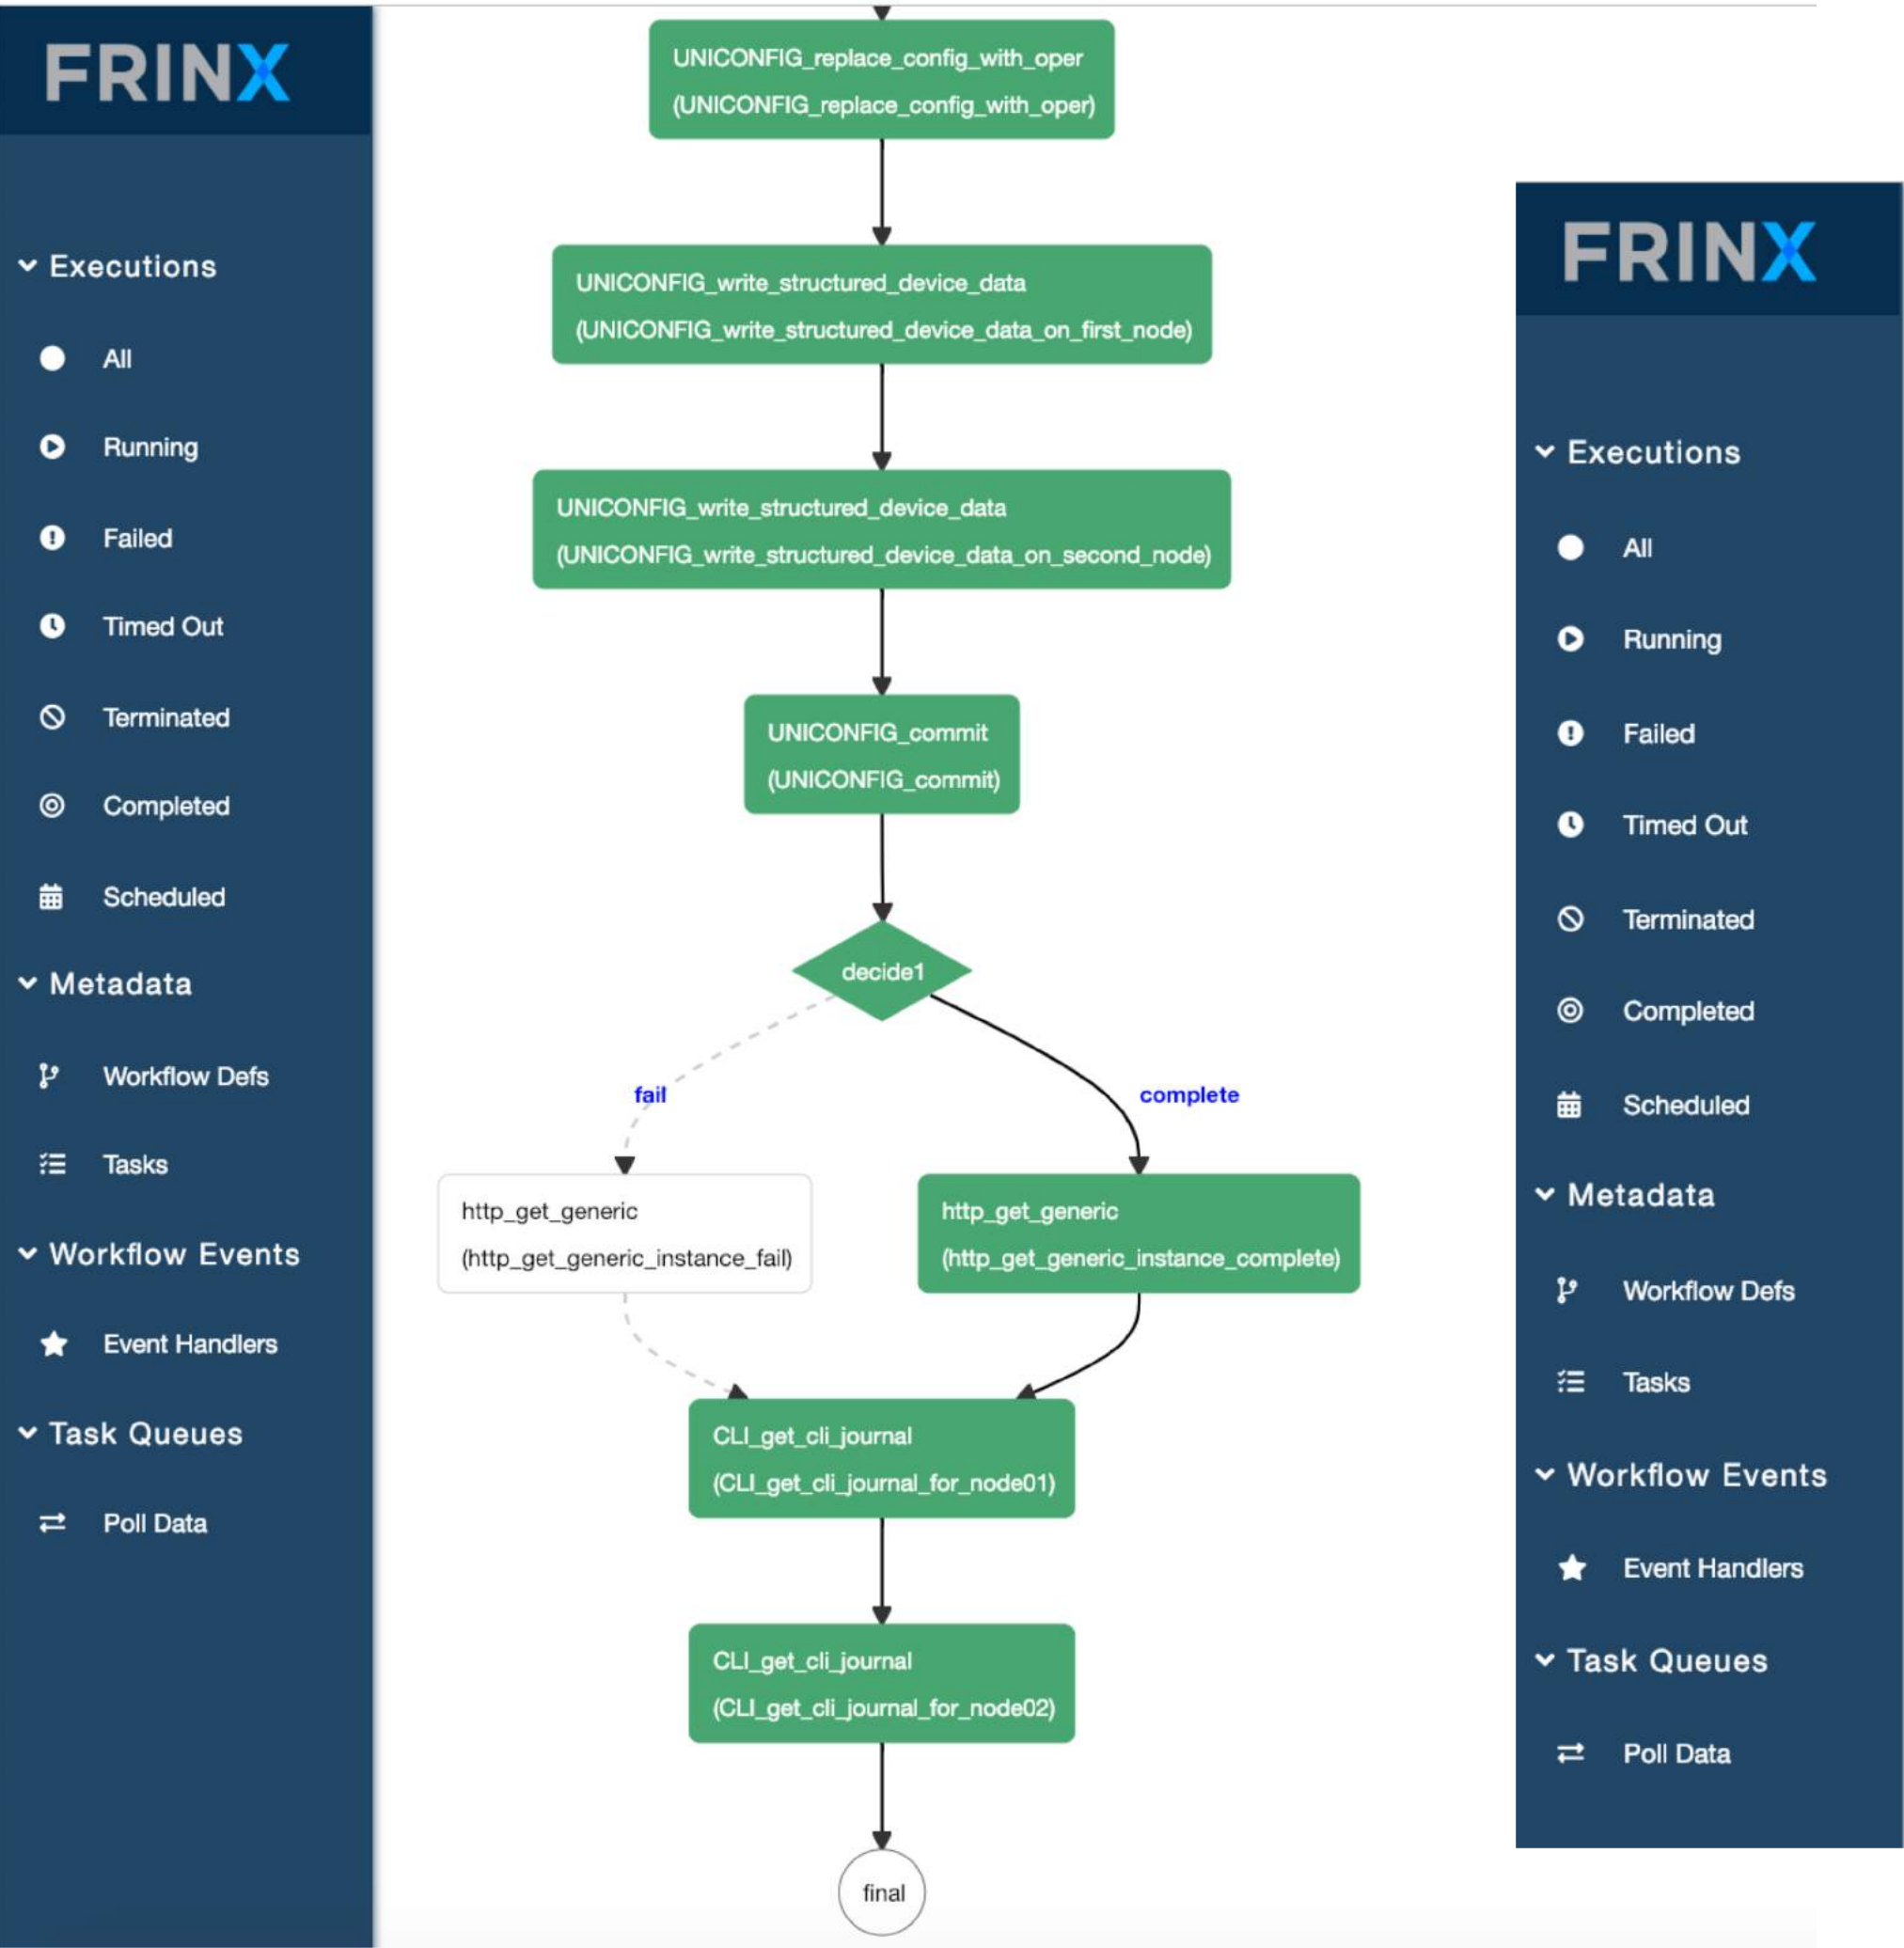 FRINX
Executions
All
Running
Failed
Timed Out
Terminated
Completed
Scheduled
Metadata
Workflow Defs
Tasks
Workflow Events
Event Handlers
Task Queues
Poll Data
UNICONFIG_replace_config_with_oper
(UNICONFIG_replace_config_with_oper)
UNICONFIG_write_structured_device_data
(UNICONFIG_write_structured_device_data_on_first_node)
UNICONFIG_write_structured_device_data
(UNICONFIG_write_structured_device_data_on_second_node)
UNICONFIG_commit
(UNICONFIG_commit)
decide1
fail
complete
http_get_generic
(http_get_generic_instance_fail)
http_get_generic
(http_get_generic_instance_complete)
CLI_get_cli_journal
(CLI_get_cli_journal_for_node01)
CLI_get_cli_journal
(CLI_get_cli_journal_for_node02)
final
FRINX
Executions
All
Running
Failed
Timed Out
Terminated
Completed
Scheduled
Metadata
Workflow Defs
Tasks
Workflow Events
Event Handlers
Task Queues
Poll Data